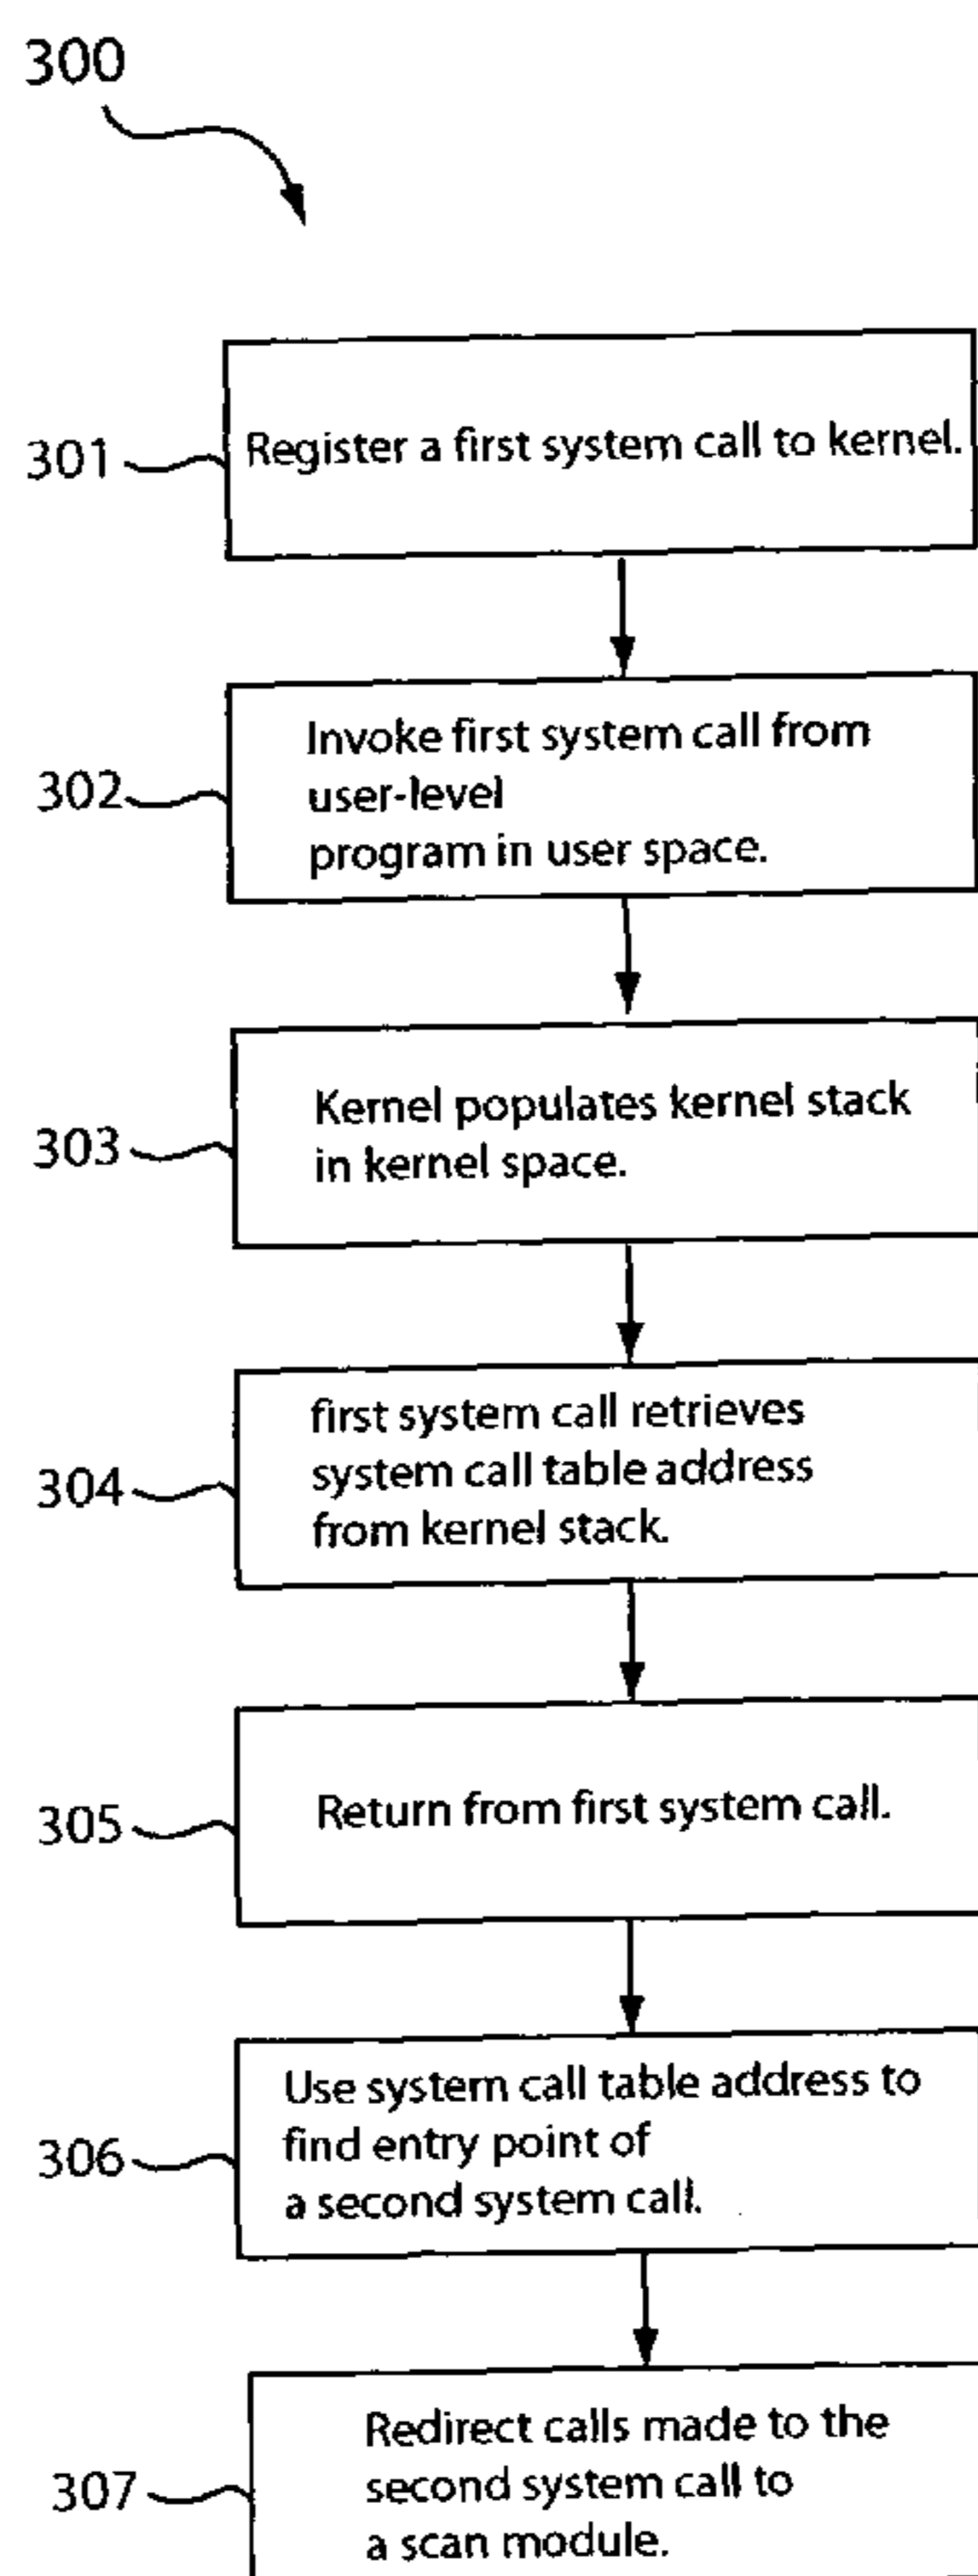 300
301
Register a first system call to kernel.
302
Invoke first system call from
user-level
program in user space.
303
Kernel populates kernel stack
in kernel space.
304
first system call retrieves
system call table address
from kernel stack.
305
Return from first system call.
306
Use system call table address to
find entry point of
a second system call.
307
Redirect calls made to the
second system call to
a scan module.